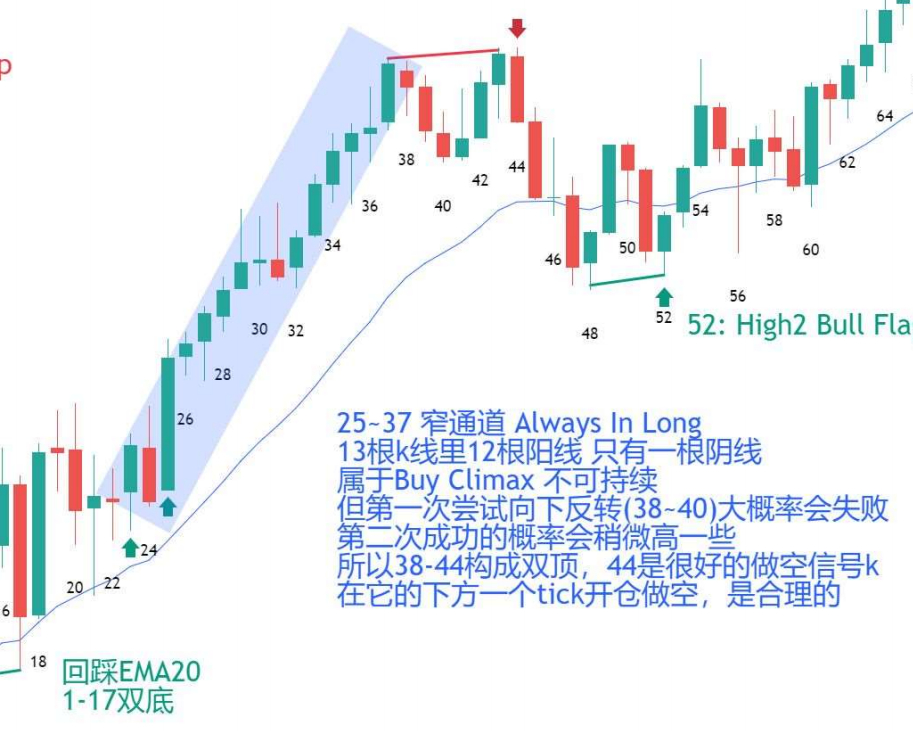 p
38
36
34
30
32
28
26
24
22
20
6
18
40
42
44
46
48
50
52
54
56
58
60
62
64
52: High2 Bull Fla
25~37 窄通道 Always In Long
13根k线里12根阳线 只有一根阴线
属于Buy Climax 不可持续
但第一次尝试向下反转(38~40)大概率会失败
第二次成功的概率会稍微高一些
所以38-44构成双顶，44是很好的做空信号k
在它的下方一个tick开仓做空，是合理的
回踩EMA20
1-17双底